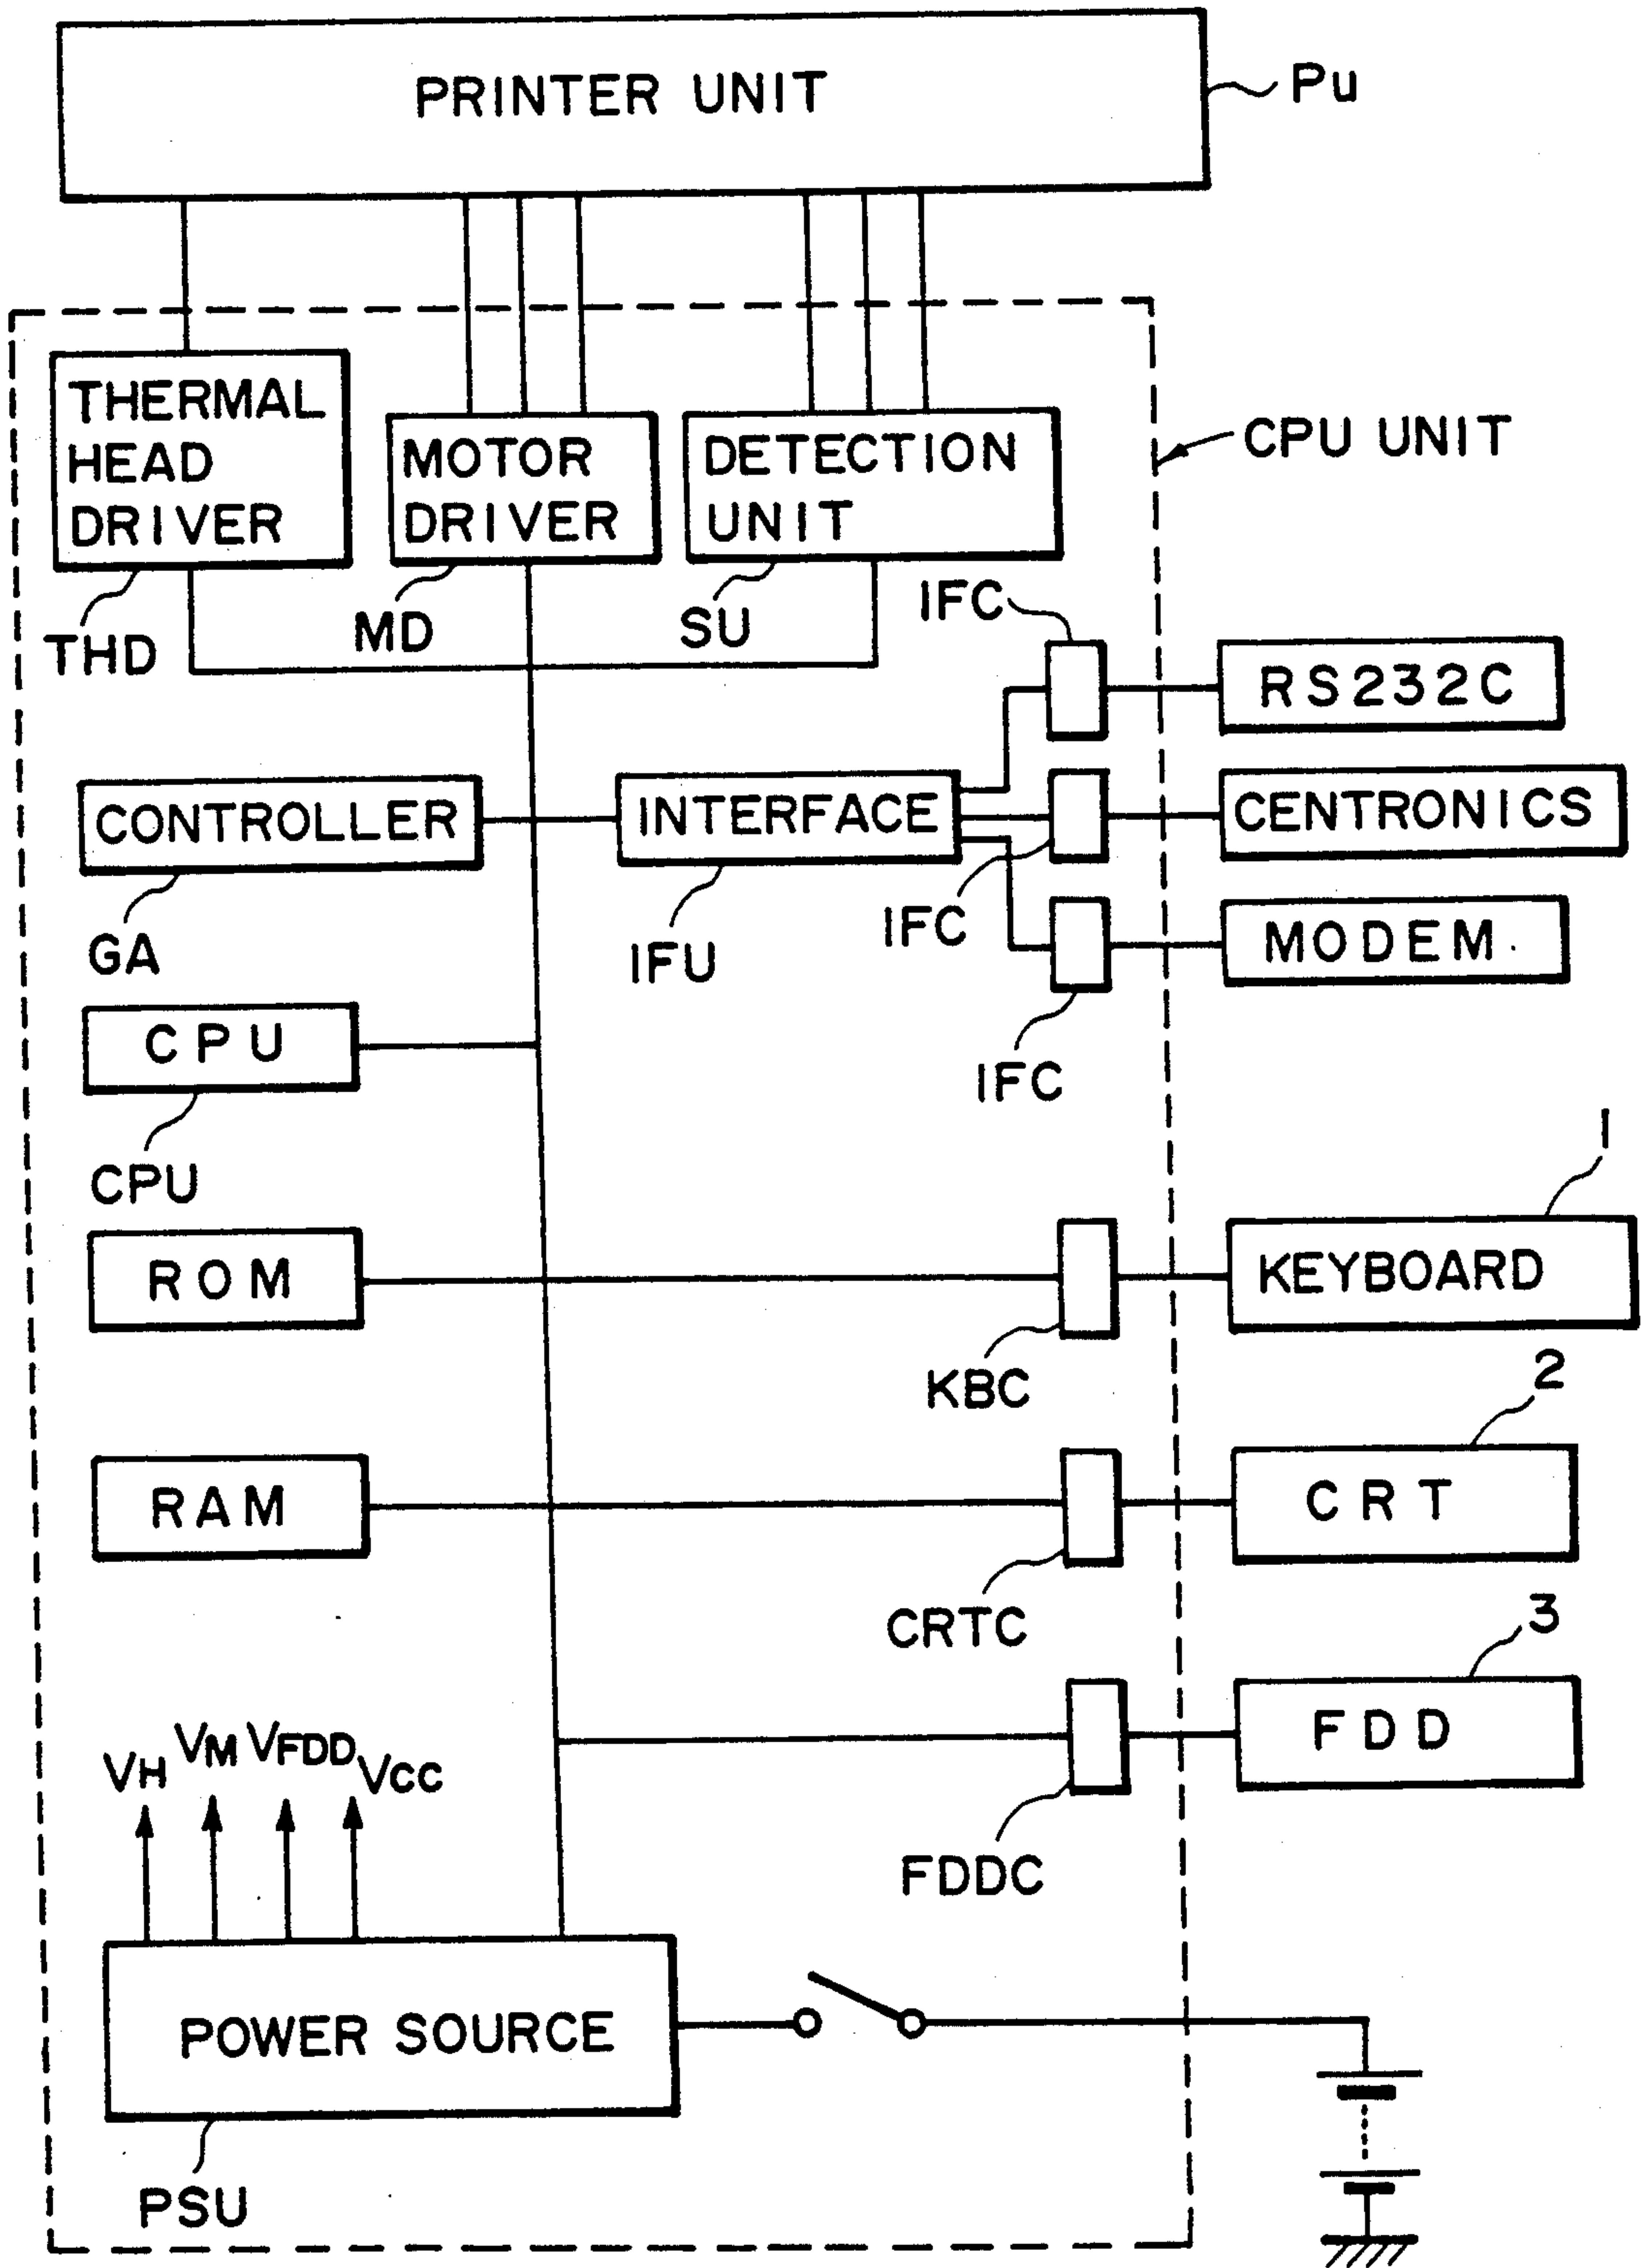 PRINTER UNIT
Pu
THERMAL
HEAD
DRIVER
MOTOR
DRIVER
DETECTION
UNIT
CPU UNIT
THD
MD
SU
IFC
RS232C
CONTROLLER
INTERFACE
CENTRONICS
GA
IFU
IFC
MODEM
CPU
IFC
CPU
1
ROM
KEYBOARD
KBC
2
RAM
CRT
CRTC
3
FDD
VH
VM
VFDD
VCC
FDDC
POWER SOURCE
PSU